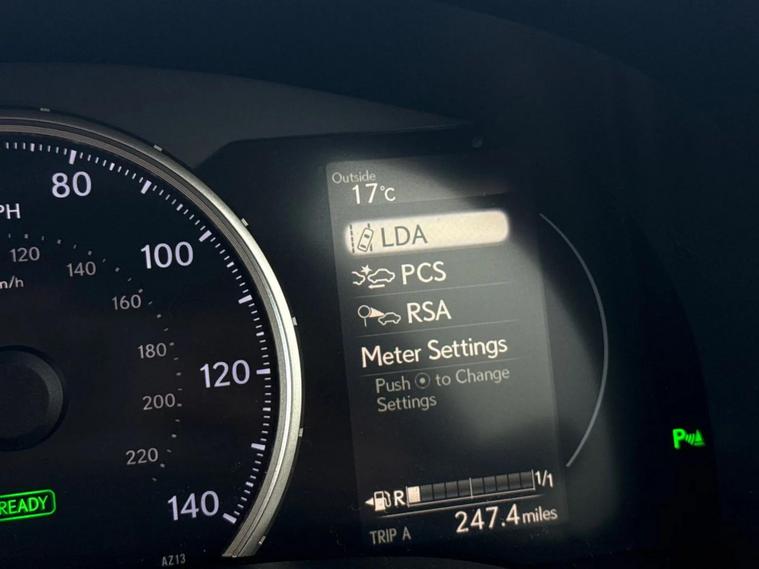 80
PH
100
120
140
m/h
160
180
120
200
220
READY
140
AZ13
Outside
17°C
LDA
PCS
RSA
Meter Settings
Push ⦿ to Change
Settings
R
1/1
TRIP A
247.4 miles
P